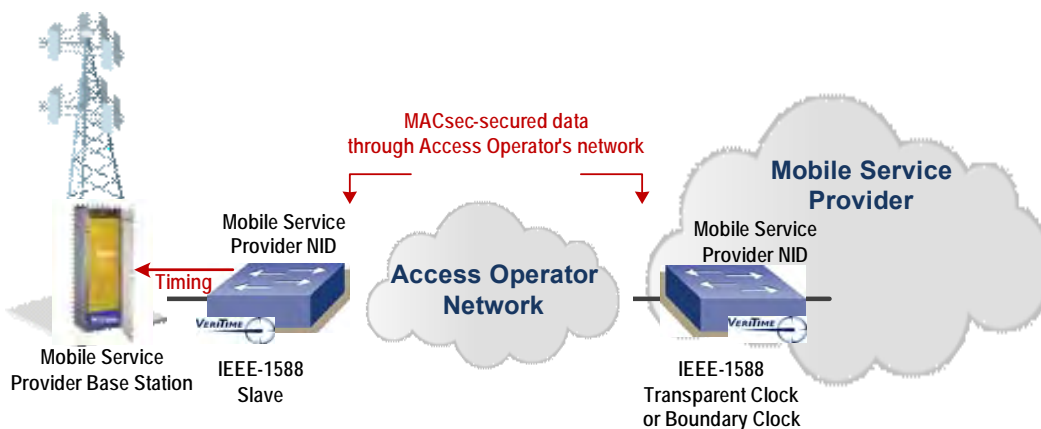 MACsec-secured data
through Access Operator's network
Mobile Service
Provider
Mobile Service
Provider NID
Mobile Service
Provider NID
Access Operator
Network
Timing
VERITIME
VERITIME
Mobile Service
Provider Base Station
IEEE-1588
Slave
IEEE-1588
Transparent Clock
or Boundary Clock